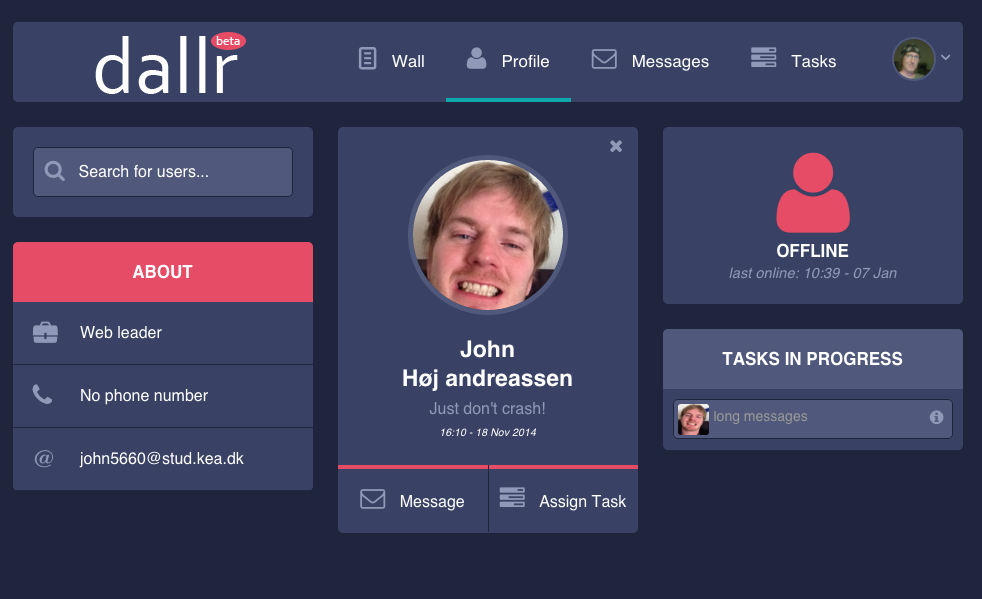 dallr beta
Wall
Profile
Messages
Tasks
Search for users...
ABOUT
Web leader
No phone number
@ john5660@stud.kea.dk
John
Høj andreassen
Just don't crash!
16:10 - 18 Nov 2014
Message
Assign Task
OFFLINE
last online: 10:39 - 07 Jan
TASKS IN PROGRESS
long messages